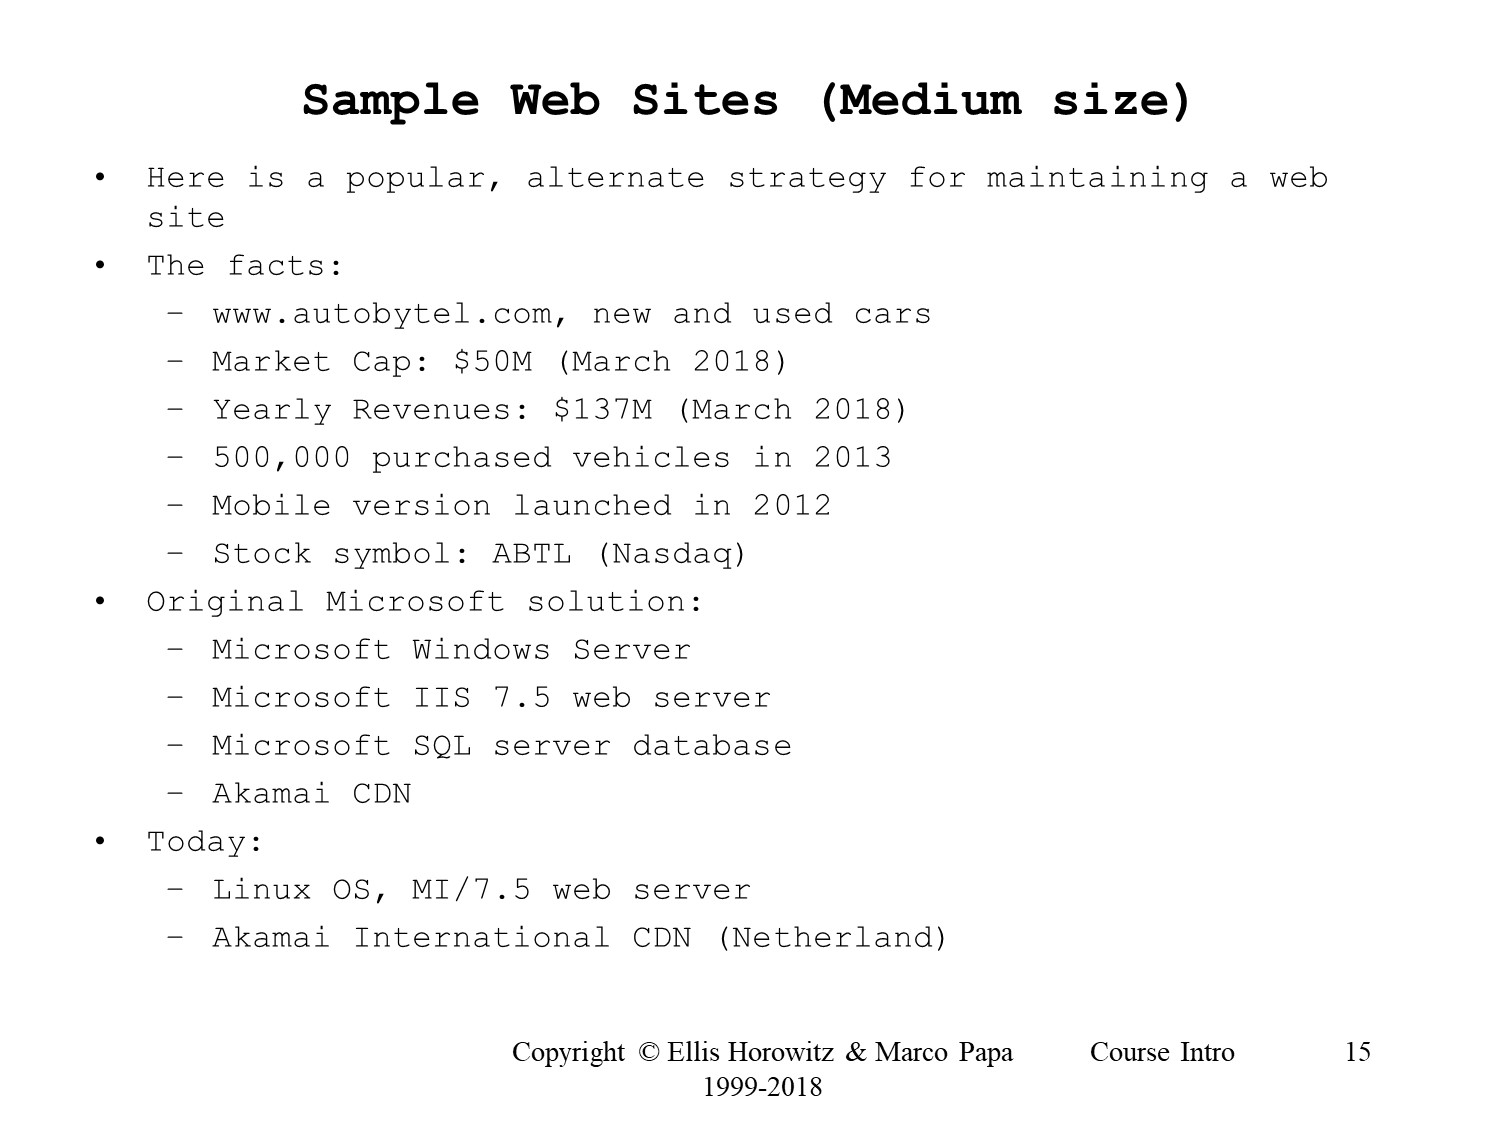 Sample Web Sites (Medium size)
• Here is a popular, alternate strategy for maintaining a web
site
• The facts:
– www.autobytel.com, new and used cars
– Market Cap: $50M (March 2018)
– Yearly Revenues: $137M (March 2018)
– 500,000 purchased vehicles in 2013
– Mobile version launched in 2012
– Stock symbol: ABTL (Nasdaq)
• Original Microsoft solution:
– Microsoft Windows Server
– Microsoft IIS 7.5 web server
– Microsoft SQL server database
– Akamai CDN
• Today:
– Linux OS, MI/7.5 web server
– Akamai International CDN (Netherland)
Copyright © Ellis Horowitz & Marco Papa Course Intro 15
1999-2018